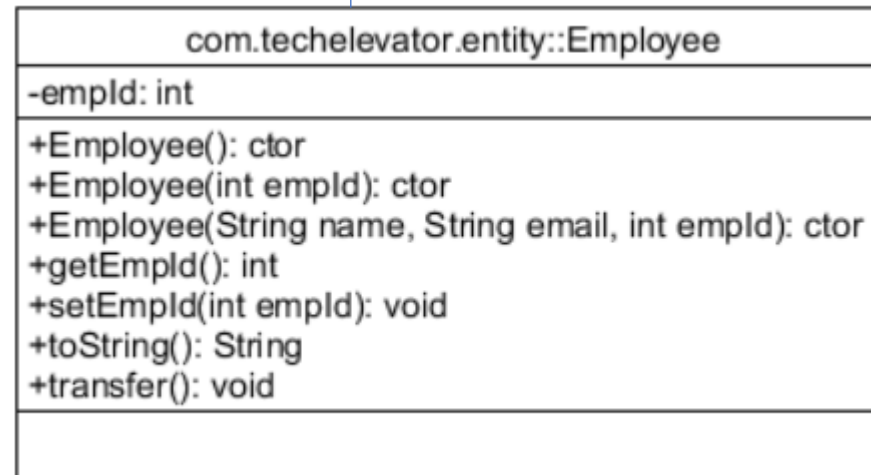 com.techelevator.entity::Employee
-empId: int
+Employee(): ctor
+Employee(int empId): ctor
+Employee(String name, String email, int empId): ctor
+getEmpId(): int
+setEmpId(int empId): void
+toString(): String
+transfer(): void